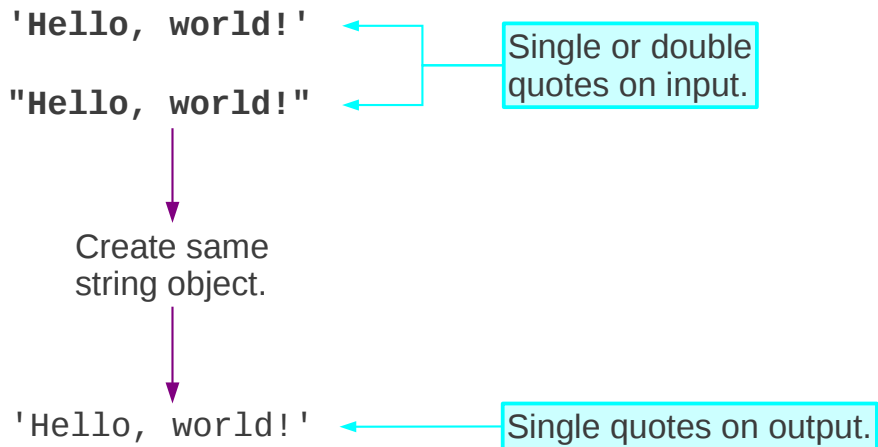 'Hello, world!'
Single or double
quotes on input.
"Hello, world!"
Create same
string object.
'Hello, world!'
Single quotes on output.